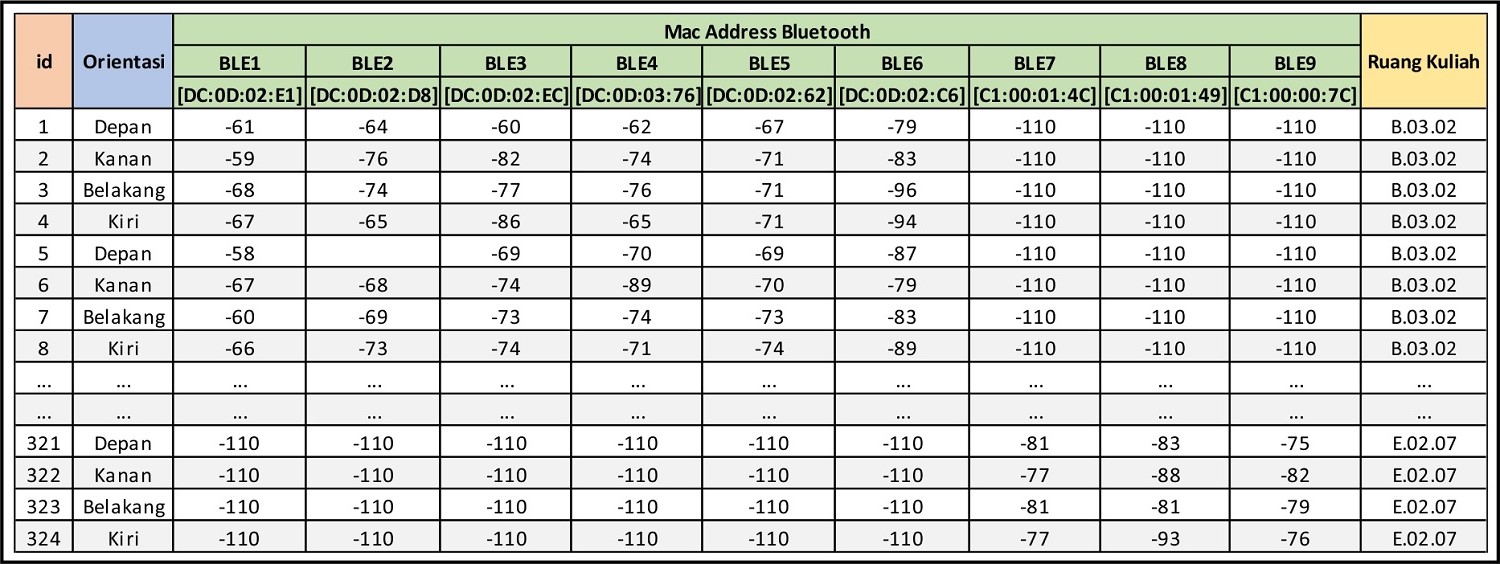 Mac Address Bluetooth
id Orientasi BLE1 BLE2 BLE3 BLE4 BLE5 BLE6 BLE7 BLE8 BLE9 Ruang Kuliah
[DC:0D:02:E1] [DC:0D:02:D8] [DC:0D:02:EC] [DC:0D:03:76] [DC:0D:02:62] [DC:0D:02:C6] [C1:00:01:4C] [C1:00:01:49] [C1:00:00:7C]
1 Depan -61 -64 -60 -62 -67 -79 -110 -110 -110 B.03.02
2 Kanan -59 -76 -82 -74 -71 -83 -110 -110 -110 B.03.02
3 Belakang -68 -74 -77 -76 -71 -96 -110 -110 -110 B.03.02
4 Kiri -67 -65 -86 -65 -71 -94 -110 -110 -110 B.03.02
5 Depan -58 -69 -70 -69 -87 -110 -110 -110 B.03.02
6 Kanan -67 -68 -74 -89 -70 -79 -110 -110 -110 B.03.02
7 Belakang -60 -69 -73 -74 -73 -83 -110 -110 -110 B.03.02
8 Kiri -66 -73 -74 -71 -74 -89 -110 -110 -110 B.03.02
... ... ... ... ... ... ... ... ... ... ... ...
... ... ... ... ... ... ... ... ... ... ... ...
321 Depan -110 -110 -110 -110 -110 -110 -81 -83 -75 E.02.07
322 Kanan -110 -110 -110 -110 -110 -110 -77 -88 -82 E.02.07
323 Belakang -110 -110 -110 -110 -110 -110 -81 -81 -79 E.02.07
324 Kiri -110 -110 -110 -110 -110 -110 -77 -93 -76 E.02.07